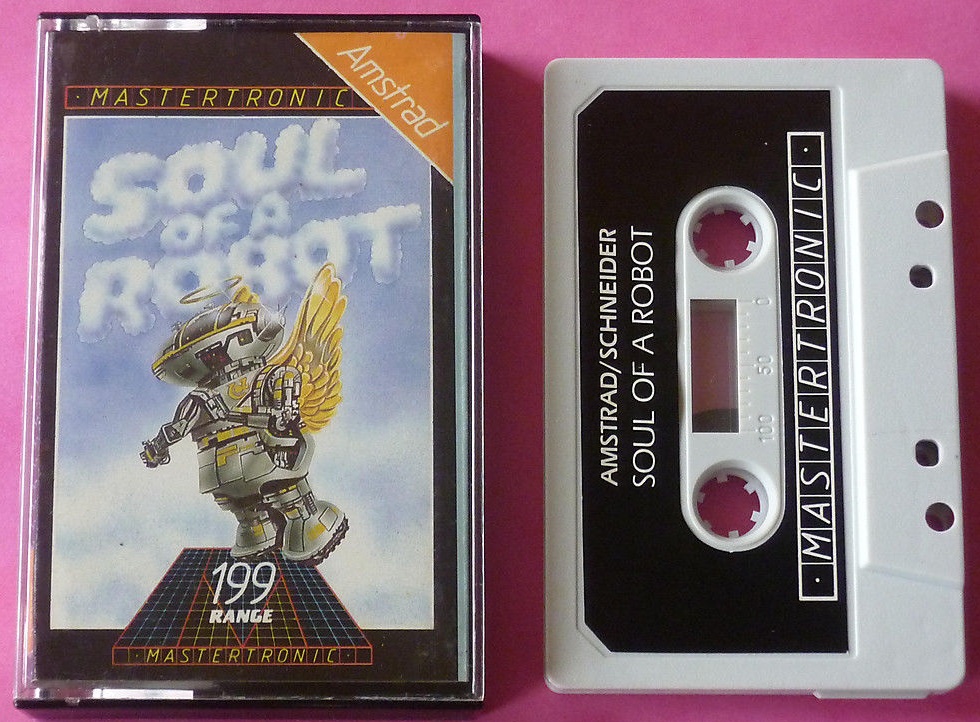 Amstrad
· MASTERTRONIC
SOUL
OF A
ROBOT
199
RANGE
· MASTERTRONIC ·
AMSTRAD/SCHNEIDER
SOUL OF A ROBOT
0
50
100
· MASTERTRONIC ·